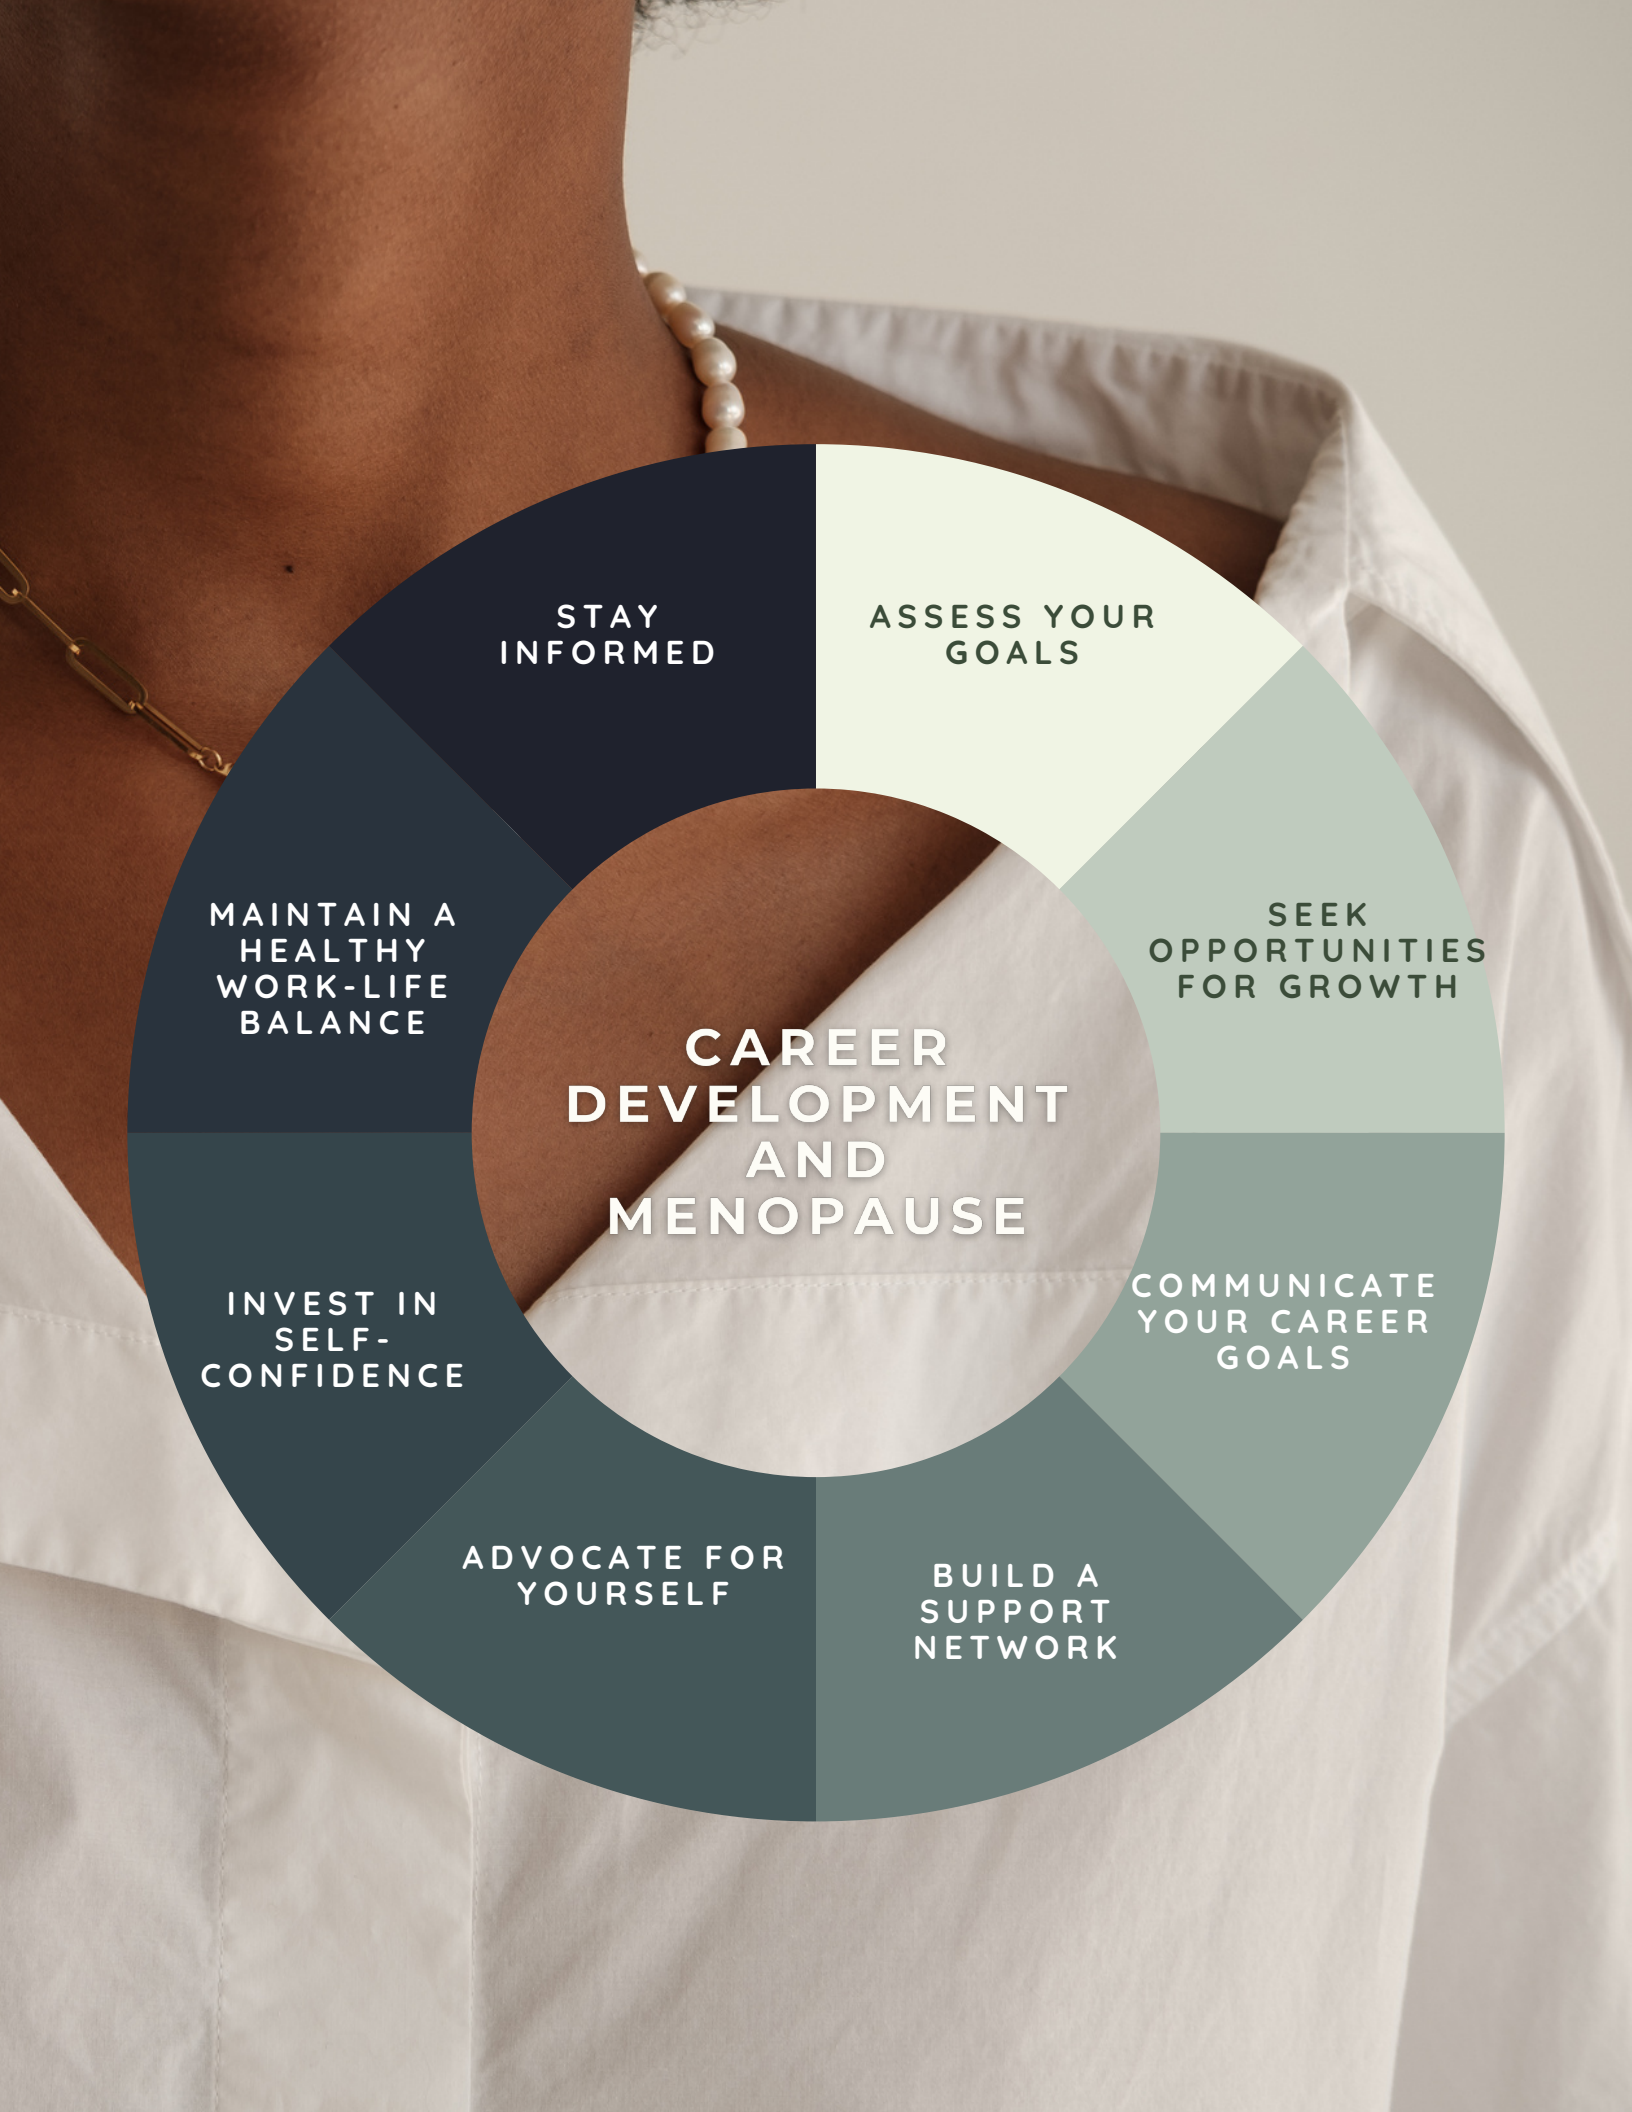 CAREER
DEVELOPMENT
AND
MENOPAUSE
ASSESS YOUR
GOALS
SEEK
OPPORTUNITIES
FOR GROWTH
COMMUNICATE
YOUR CAREER
GOALS
BUILD A
SUPPORT
NETWORK
ADVOCATE FOR
YOURSELF
INVEST IN
SELF-
CONFIDENCE
MAINTAIN A
HEALTHY
WORK-LIFE
BALANCE
STAY
INFORMED